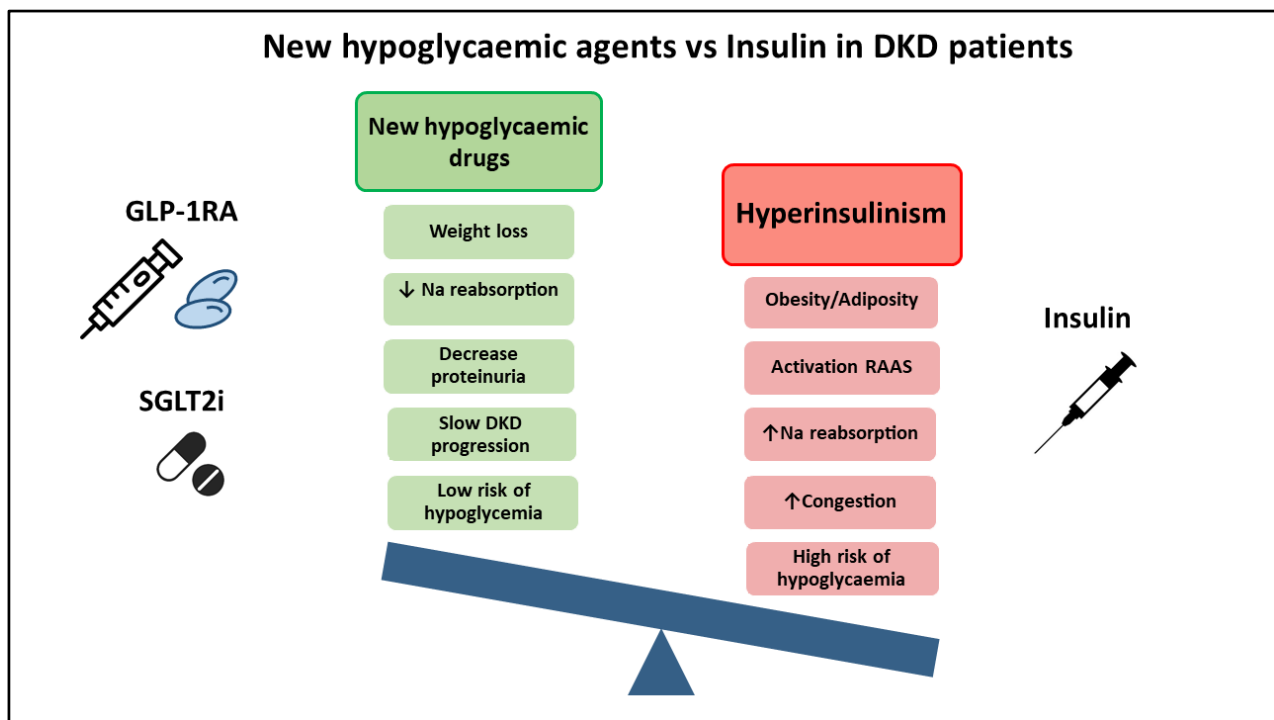 New hypoglycaemic agents vs Insulin in DKD patients
New hypoglycaemic
drugs
Weight loss
↓ Na reabsorption
Decrease
proteinuria
Slow DKD
progression
Low risk of
hypoglycemia
GLP-1RA
SGLT2i
Hyperinsulinism
Obesity/Adiposity
Activation RAAS
↑Na reabsorption
↑Congestion
High risk of
hypoglycaemia
Insulin